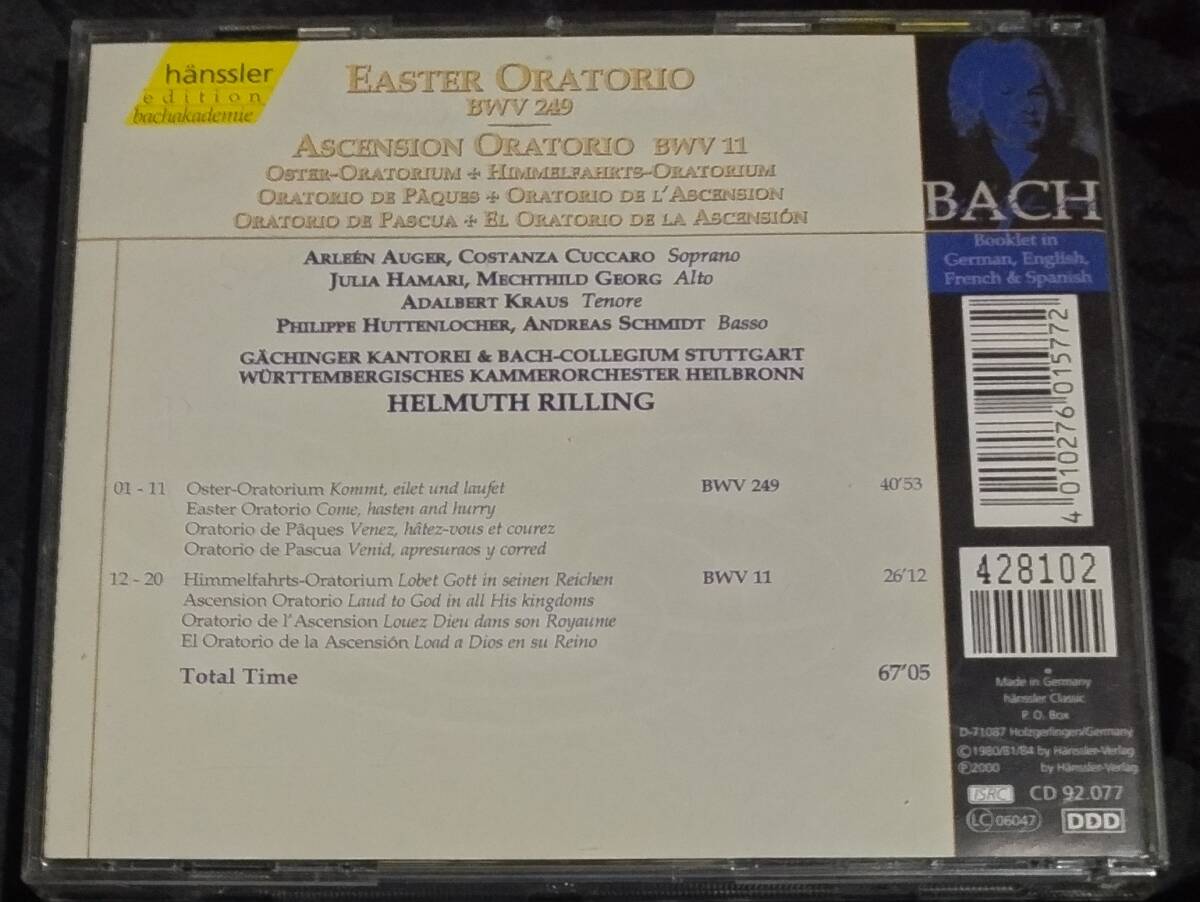 hänssler
edition
bachakademie
EASTER ORATORIO
BWV 249
ASCENSION ORATORIO BWV 11
OSTER-ORATORIUM + HIMMELFAHRTS-ORATORIUM
ORATORIO DE PÂQUES + ORATORIO DE L'ASCENSION
ORATORIO DE PASCUA + EL ORATORIO DE LA ASCENSIÓN
ARLEÉN AUGER, COSTANZA CUCCARO Soprano
JULIA HAMARI, MECHTHILD GEORG Alto
ADALBERT KRAUS Tenore
PHILIPPE HUTTENLOCHER, ANDREAS SCHMIDT Basso
GÄCHINGER KANTOREI & BACH-COLLEGIUM STUTTGART
WÜRTTEMBERGISCHES KAMMERORCHESTER HEILBRONN
HELMUTH RILLING
01 - 11 Oster-Oratorium Kommt, eilet und laufet BWV 249 40'53
Easter Oratorio Come, hasten and hurry
Oratorio de Pâques Venez, hâtez-vous et courez
Oratorio de Pascua Venid, apresuraos y corred
12 - 20 Himmelfahrts-Oratorium Lobet Gott in seinen Reichen BWV 11 26'12
Ascension Oratorio Laud to God in all His kingdoms
Oratorio de l'Ascension Louez Dieu dans son Royaume
El Oratorio de la Ascensión Load a Dios en su Reino
Total Time 67'05
BACH
Booklet in
German, English,
French & Spanish
4 010276 015772
428102
Made in Germany
hänssler Classic
P. O. Box
D-71087 Holzgerlingen/Germany
©1980/81/84 by Hänssler-Verlag
℗2000 by Hänssler-Verlag
ISRC CD 92.077
LC 06047 DDD